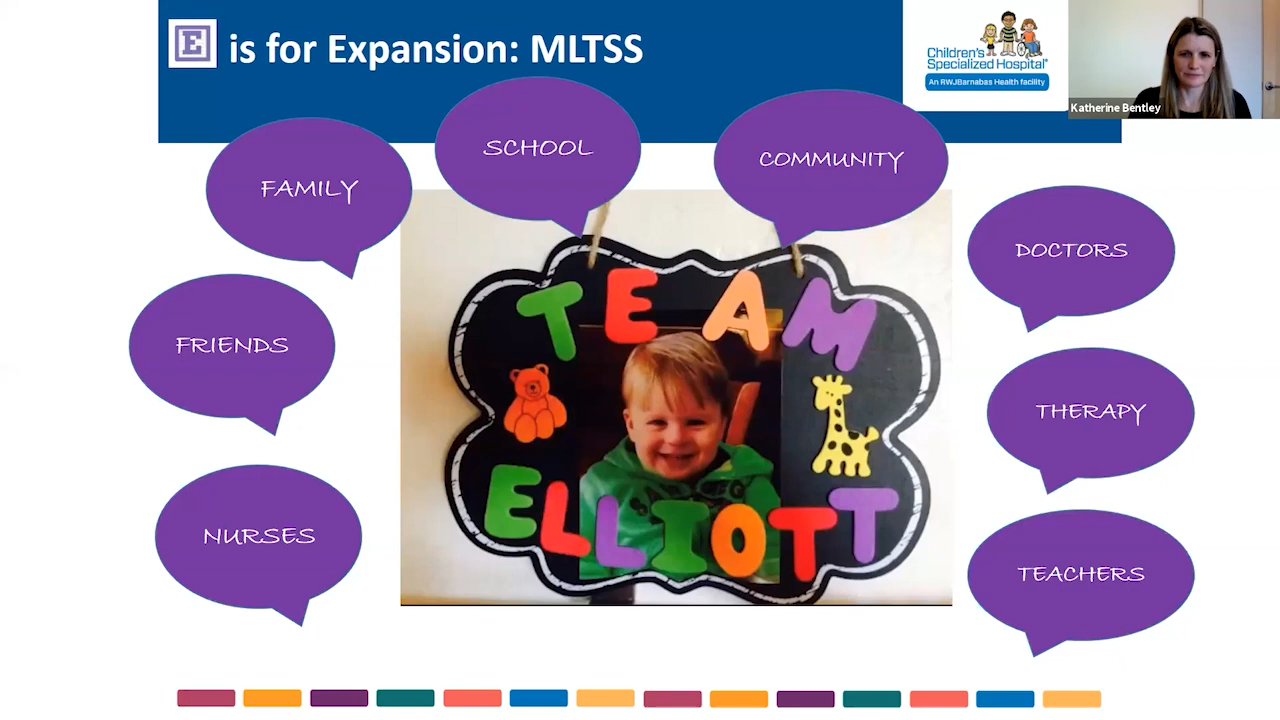 E is for Expansion: MLTSS
Children's
Specialized Hospital®
An RWJBarnabas Health facility
Katherine Bentley
FAMILY
SCHOOL
COMMUNITY
DOCTORS
FRIENDS
THERAPY
NURSES
TEACHERS
TEAM
ELLIOTT